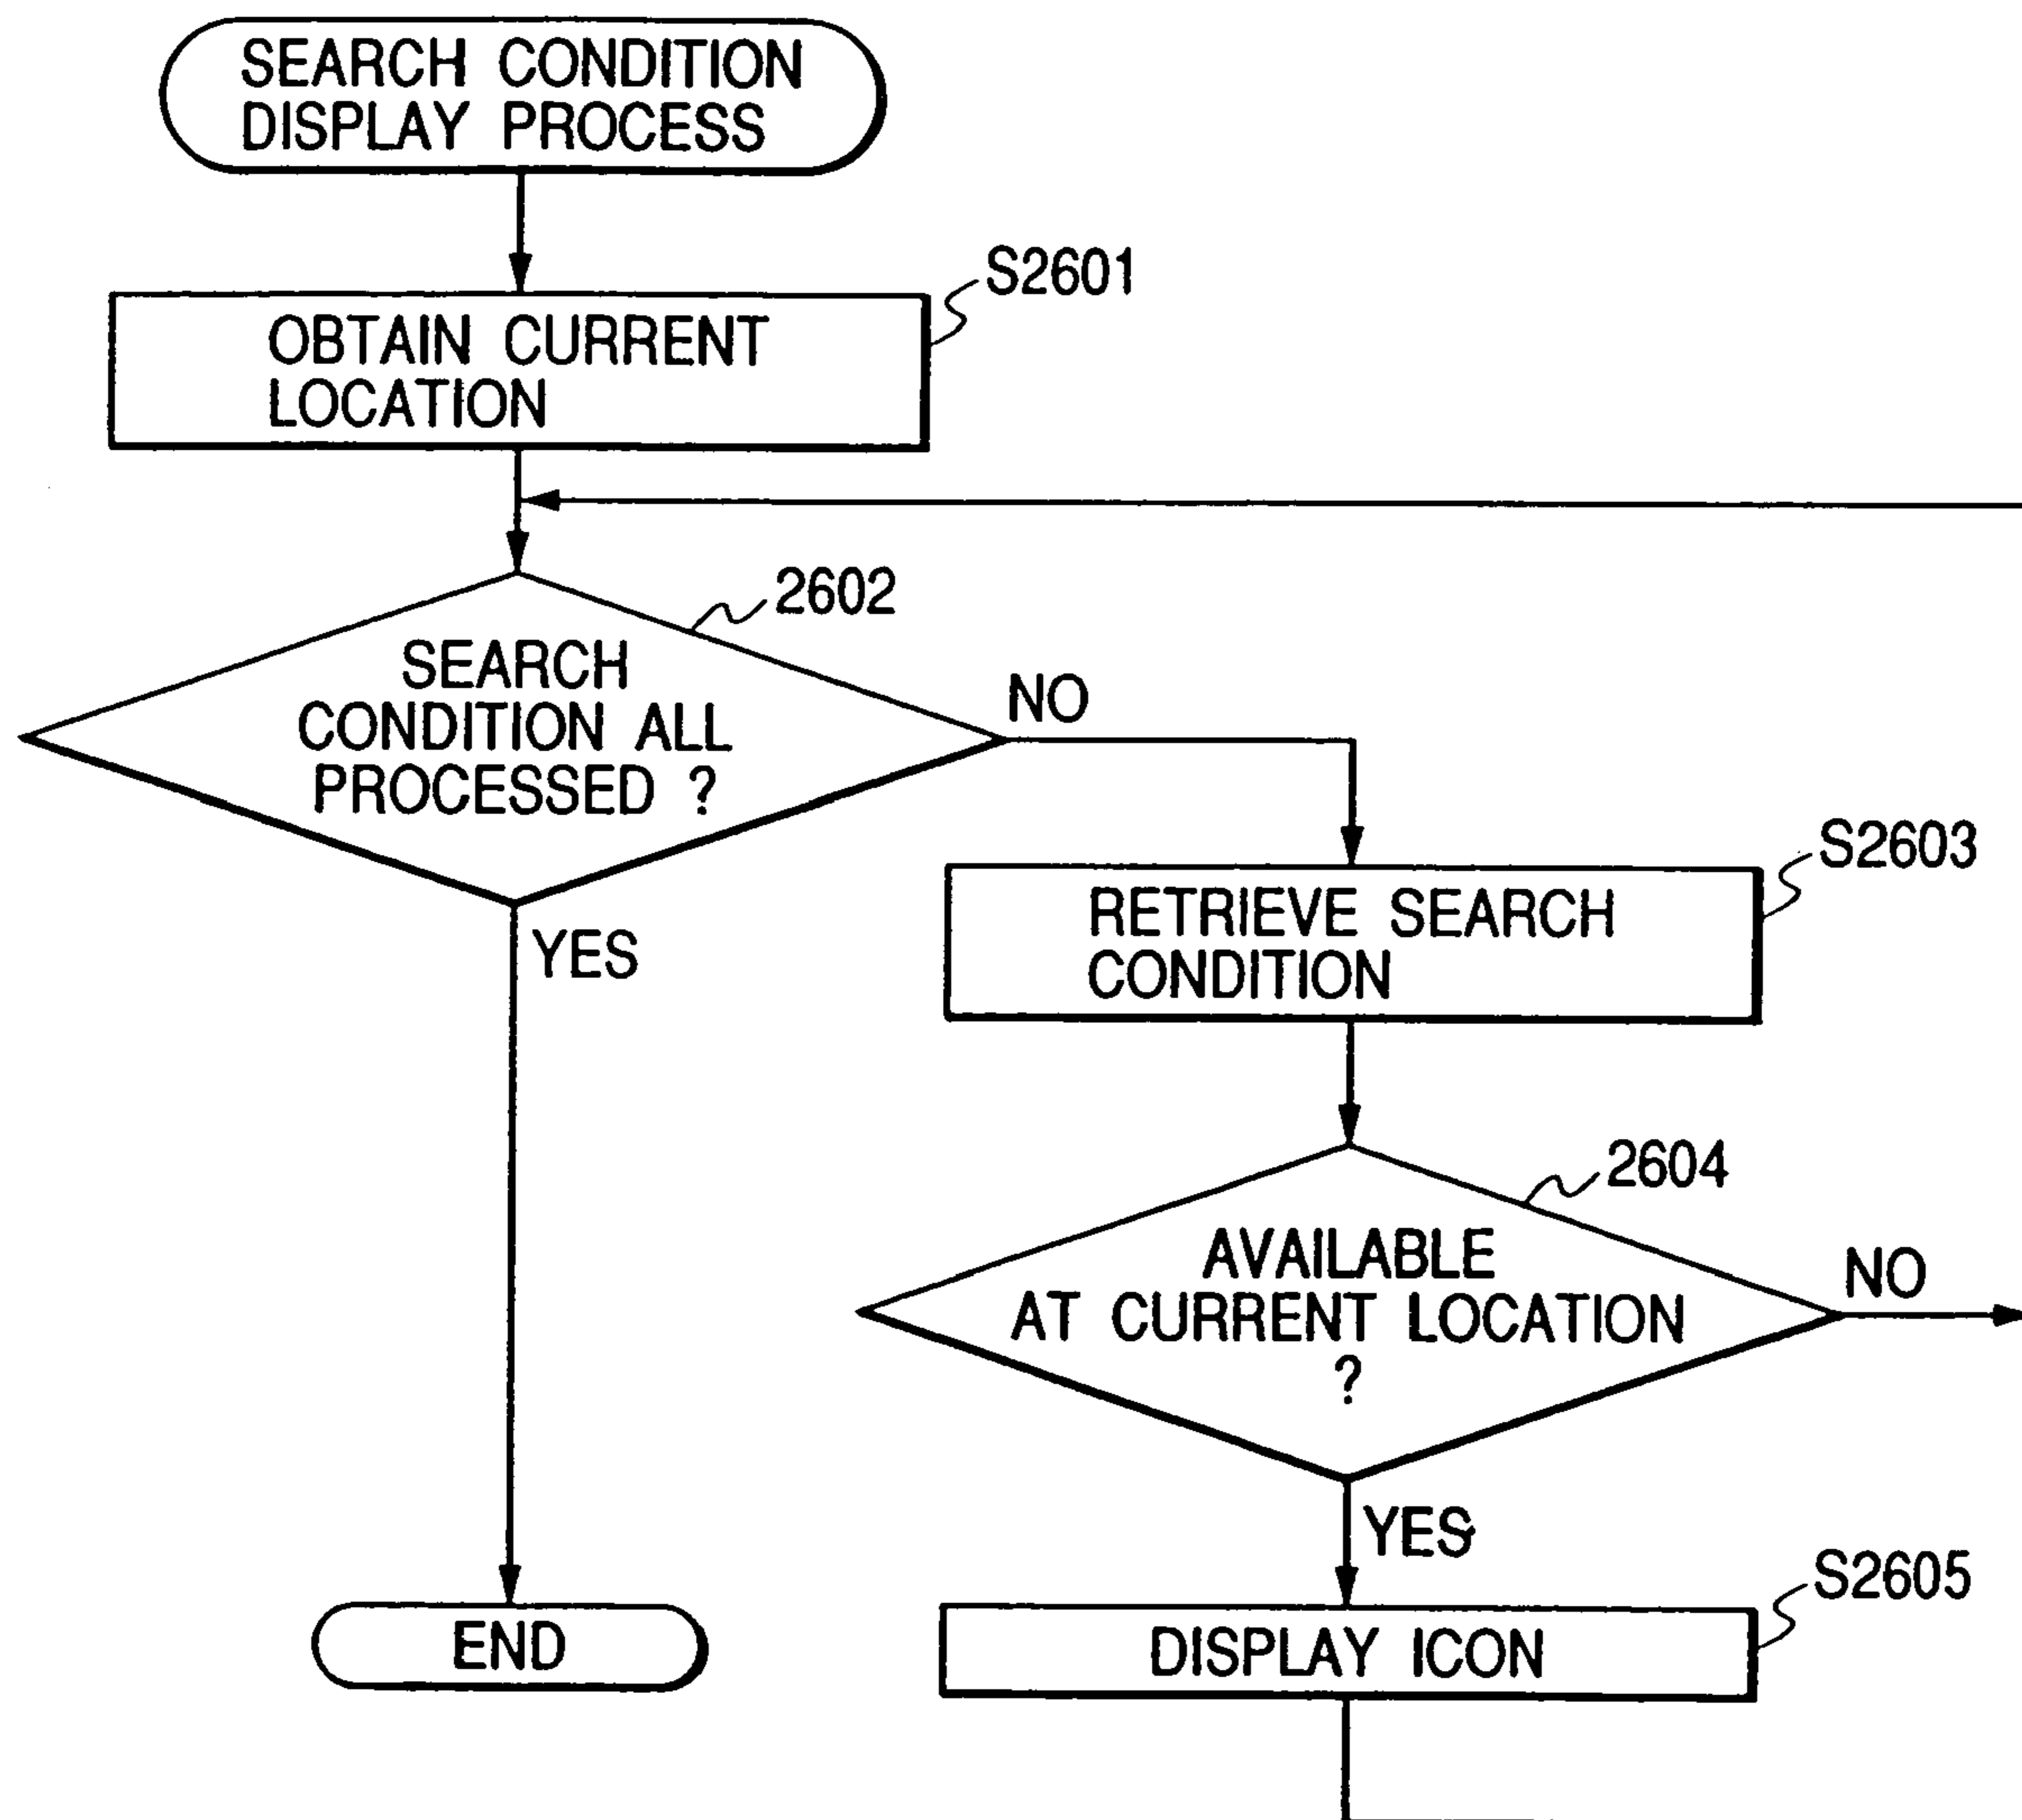 SEARCH CONDITION
DISPLAY PROCESS
S2601
OBTAIN CURRENT
LOCATION
2602
SEARCH
CONDITION ALL
PROCESSED ?
NO
YES
S2603
RETRIEVE SEARCH
CONDITION
2604
AVAILABLE
AT CURRENT LOCATION
?
NO
YES
S2605
DISPLAY ICON
END